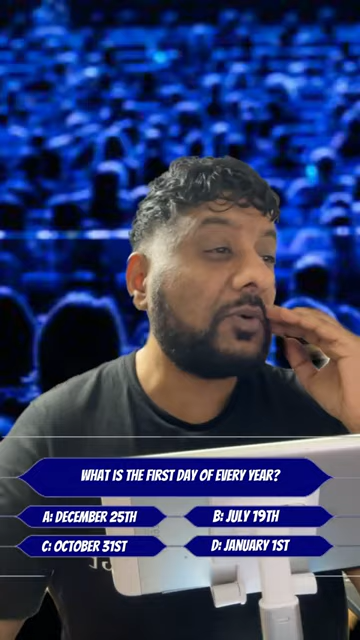 WHAT IS THE FIRST DAY OF EVERY YEAR?
A: DECEMBER 25TH
B: JULY 19TH
C: OCTOBER 31ST
D: JANUARY 1ST